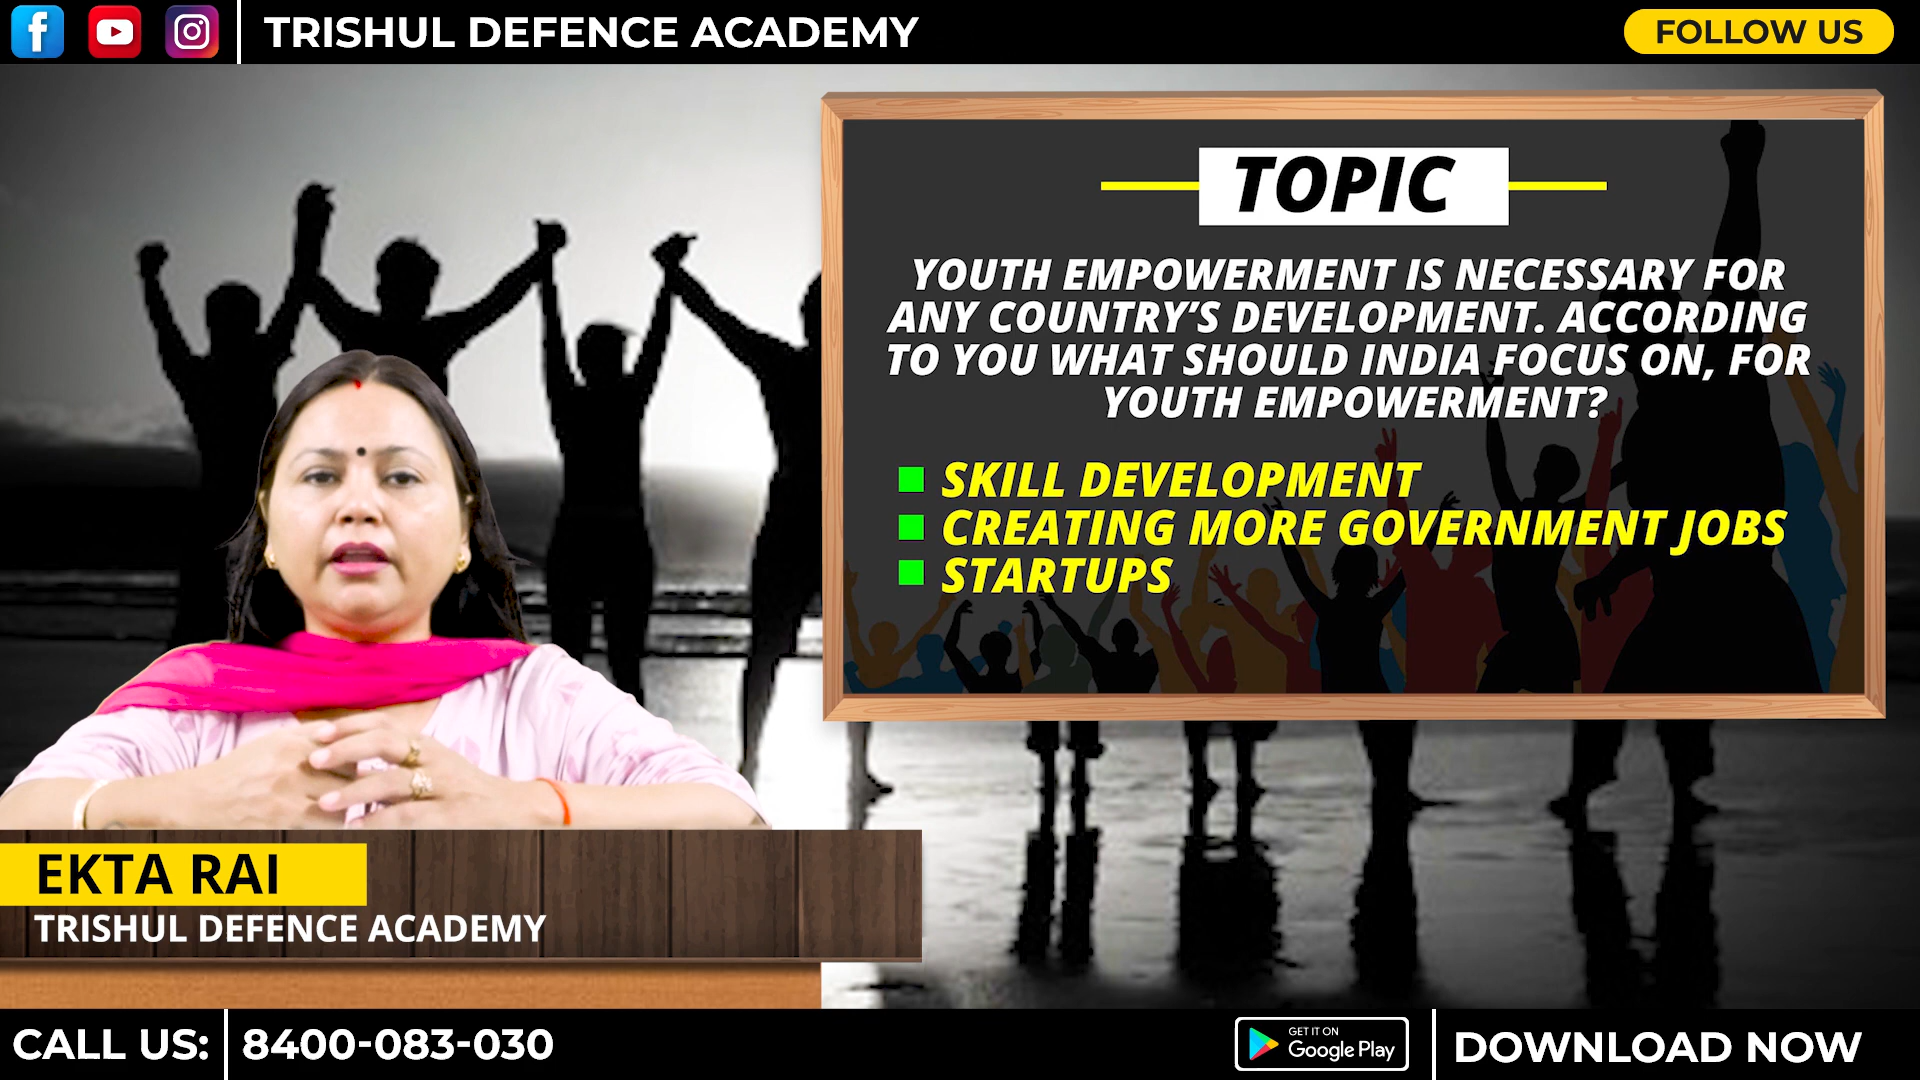 TRISHUL DEFENCE ACADEMY
FOLLOW US
TOPIC
YOUTH EMPOWERMENT IS NECESSARY FOR
ANY COUNTRY'S DEVELOPMENT. ACCORDING
TO YOU WHAT SHOULD INDIA FOCUS ON, FOR
YOUTH EMPOWERMENT?
SKILL DEVELOPMENT
CREATING MORE GOVERNMENT JOBS
STARTUPS
EKTA RAI
TRISHUL DEFENCE ACADEMY
CALL US: 8400-083-030
GET IT ON
Google Play
DOWNLOAD NOW